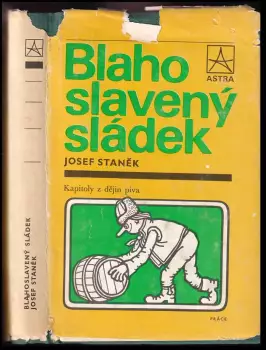 Blaho
slavený
sládek
ASTRA
JOSEF STANĚK
Kapitoly z dějin piva
PRÁCE
BLAHOSLAVENÝ SLÁDEK
JOSEF STANĚK